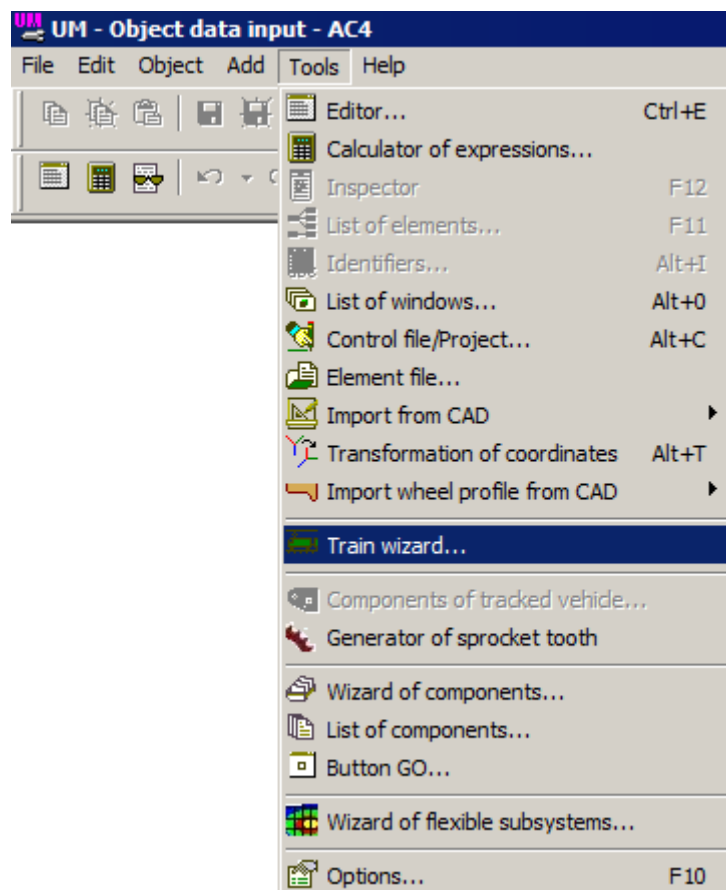 UM UM - Object data input - AC4
File Edit Object Add Tools Help
Editor... Ctrl+E
Calculator of expressions...
Inspector F12
List of elements... F11
Identifiers... Alt+I
List of windows... Alt+0
Control file/Project... Alt+C
Element file...
Import from CAD
Transformation of coordinates Alt+T
Import wheel profile from CAD
Train wizard...
Components of tracked vehicle...
Generator of sprocket tooth
Wizard of components...
List of components...
Button GO...
Wizard of flexible subsystems...
Options... F10